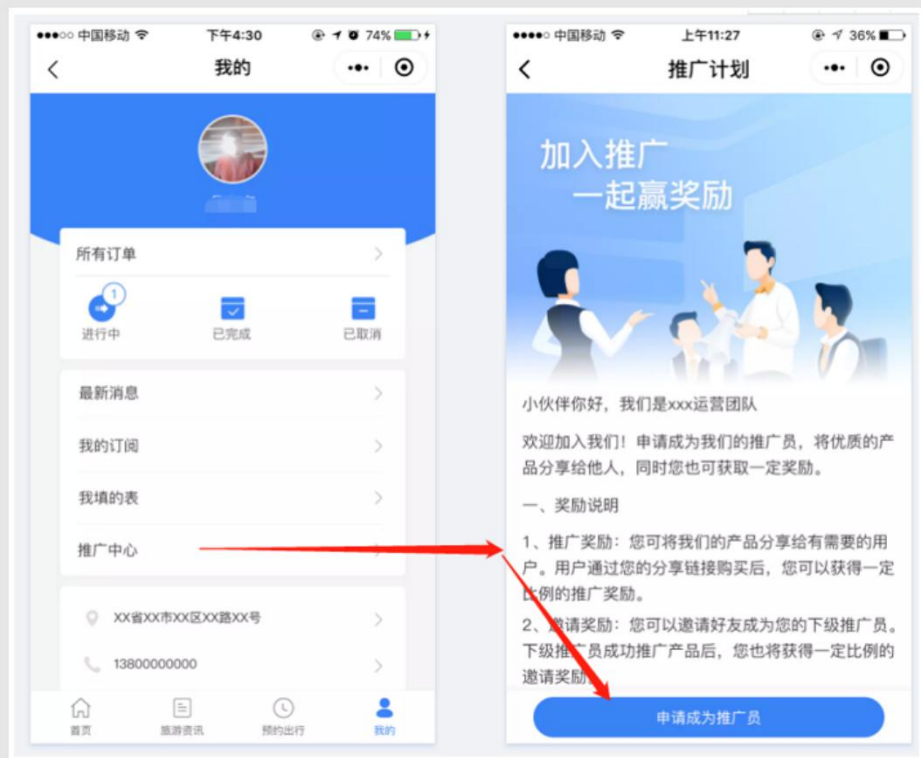 中国移动 下午4:30 74%
我的
所有订单
1
进行中 已完成 已取消
最新消息
我的订阅
我填的表
推广中心
XX省XX市XX区XX路XX号
13800000000
首页 旅游资讯 预约出行 我的
中国移动 上午11:27 36%
推广计划
加入推广
一起赢奖励
小伙伴你好，我们是xxx运营团队
欢迎加入我们！申请成为我们的推广员，将优质的产
品分享给他人，同时您也可获取一定奖励。
一、奖励说明
1、推广奖励：您可将我们的产品分享给有需要的用
户。用户通过您的分享链接购买后，您可以获得一定
比例的推广奖励。
2、邀请奖励：您可以邀请好友成为您的下级推广员。
下级推广员成功推广产品后，您也将获得一定比例的
邀请奖励。
申请成为推广员